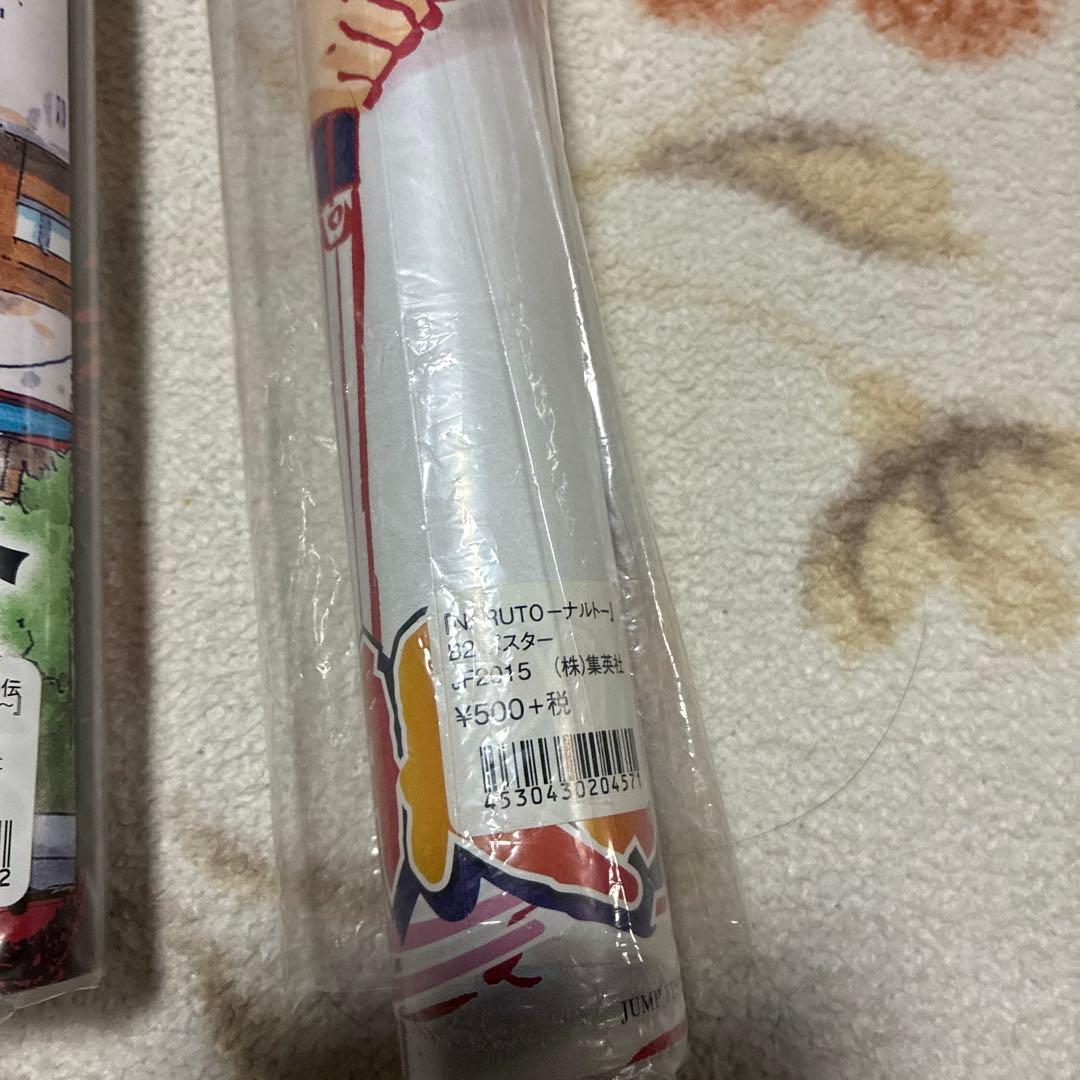 伝
~』
2
『NARUTO－ナルト－』
B2 ポスター
JF2015 (株)集英社
¥500+税
4530430204571
JUMP